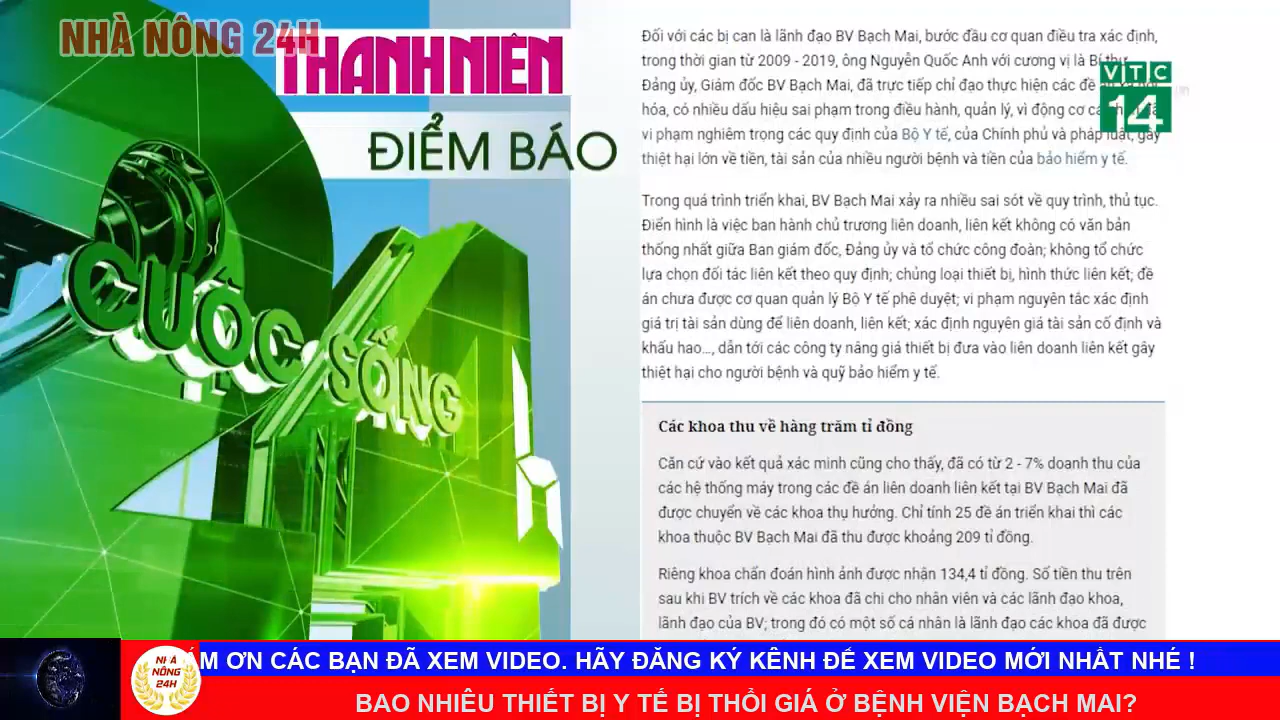 NHÀ NÔNG 24H
THANH NIÊN
ĐIỂM BÁO
CUỘC SỐNG
24h
VTC
14
Đối với các bị can là lãnh đạo BV Bạch Mai, bước đầu cơ quan điều tra xác định,
trong thời gian từ 2009 - 2019, ông Nguyễn Quốc Anh với cương vị là Bí thư
Đảng ủy, Giám đốc BV Bạch Mai, đã trực tiếp chỉ đạo thực hiện các đề
hóa, có nhiều dấu hiệu sai phạm trong điều hành, quản lý, vì động cơ
vi phạm nghiêm trọng các quy định của Bộ Y tế, của Chính phủ và pháp luật, gây
thiệt hại lớn về tiền, tài sản của nhiều người bệnh và tiền của bảo hiểm y tế.
Trong quá trình triển khai, BV Bạch Mai xảy ra nhiều sai sót về quy trình, thủ tục.
Điển hình là việc ban hành chủ trương liên doanh, liên kết không có văn bản
thống nhất giữa Ban giám đốc, Đảng ủy và tổ chức công đoàn; không tổ chức
lựa chọn đối tác liên kết theo quy định; chủng loại thiết bị, hình thức liên kết; đề
án chưa được cơ quan quản lý Bộ Y tế phê duyệt; vi phạm nguyên tắc xác định
giá trị tài sản dùng để liên doanh, liên kết; xác định nguyên giá tài sản cố định và
khấu hao…, dẫn tới các công ty nâng giá thiết bị đưa vào liên doanh liên kết gây
thiệt hại cho người bệnh và quỹ bảo hiểm y tế.
Các khoa thu về hàng trăm tỉ đồng
Căn cứ vào kết quả xác minh cũng cho thấy, đã có từ 2 - 7% doanh thu của
các hệ thống máy trong các đề án liên doanh liên kết tại BV Bạch Mai đã
được chuyển về các khoa thụ hưởng. Chỉ tính 25 đề án triển khai thì các
khoa thuộc BV Bạch Mai đã thu được khoảng 209 tỉ đồng.
Riêng khoa chẩn đoán hình ảnh được nhận 134,4 tỉ đồng. Số tiền thu trên
sau khi BV trích về các khoa đã chi cho nhân viên và các lãnh đạo khoa,
lãnh đạo của BV; trong đó có một số cá nhân là lãnh đạo các khoa đã được
NHÀ
NÔNG
24H
ẢM ƠN CÁC BẠN ĐÃ XEM VIDEO. HÃY ĐĂNG KÝ KÊNH ĐỂ XEM VIDEO MỚI NHẤT NHÉ !
BAO NHIÊU THIẾT BỊ Y TẾ BỊ THỔI GIÁ Ở BỆNH VIỆN BẠCH MAI?